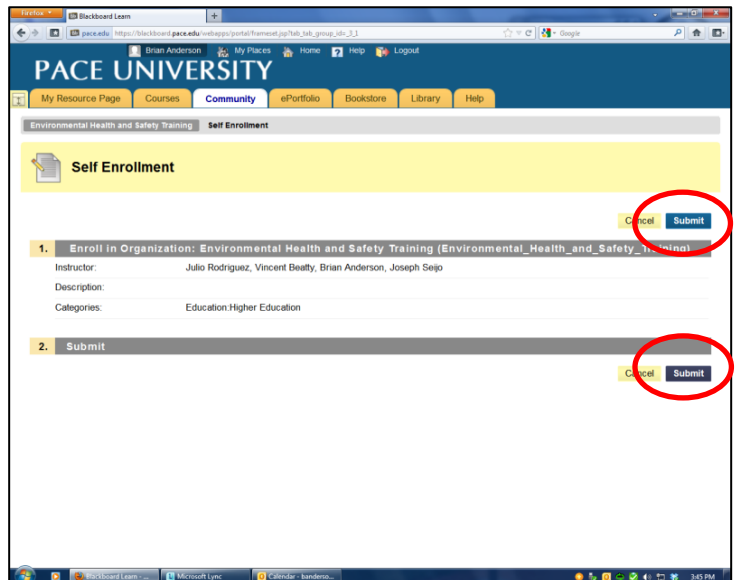 Firefox
Blackboard Learn
+
pace.edu https://blackboard.pace.edu/webapps/portal/frameset.jsp?tab_tab_group_id=_3_1
Google
Brian Anderson My Places Home Help Logout
PACE UNIVERSITY
My Resource Page Courses Community ePortfolio Bookstore Library Help
Environmental Health and Safety Training Self Enrollment
Self Enrollment
Cancel Submit
1. Enroll in Organization: Environmental Health and Safety Training (Environmental_Health_and_Safety_Training)
Instructor: Julio Rodriguez, Vincent Beatty, Brian Anderson, Joseph Seijo
Description:
Categories: Education:Higher Education
2. Submit
Cancel Submit
Blackboard Learn - ... Microsoft Lync Calendar - banderso... 3:45 PM